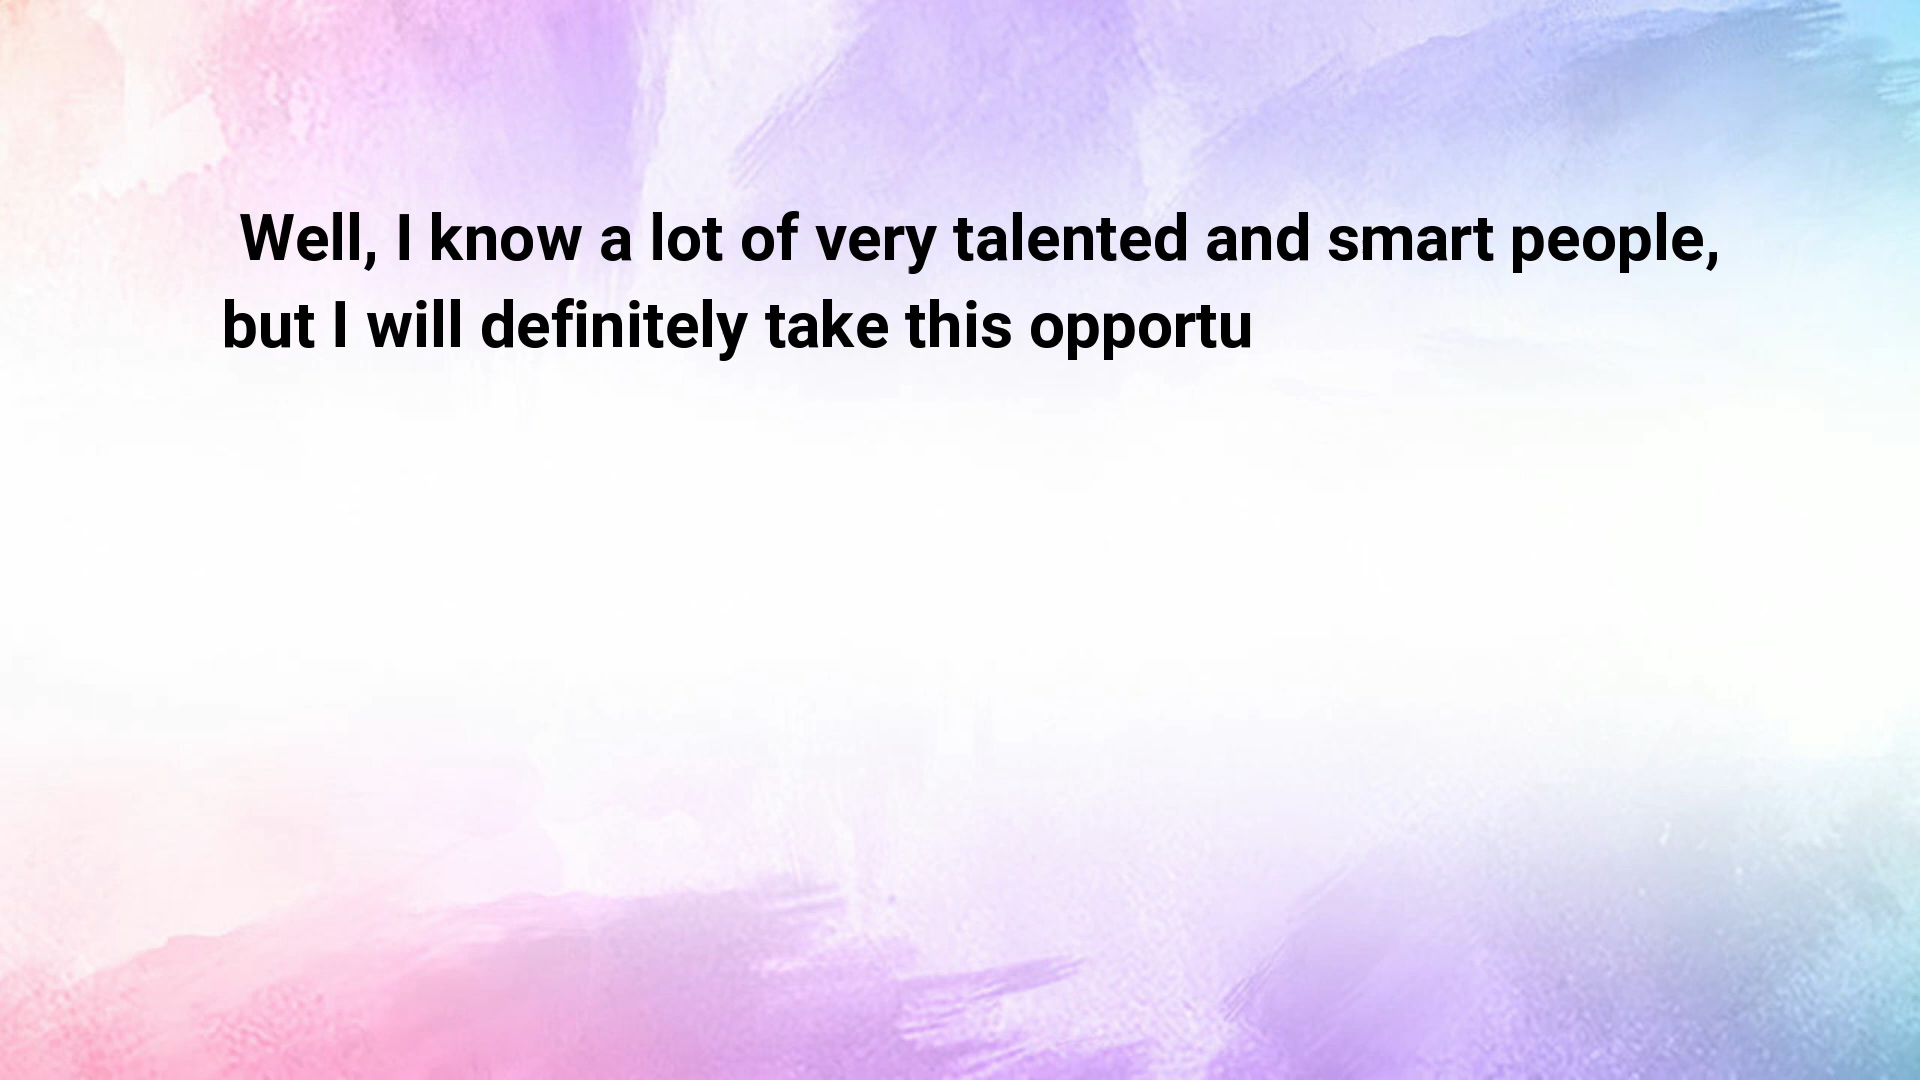 Well, I know a lot of very talented and smart people,
but I will definitely take this opportu